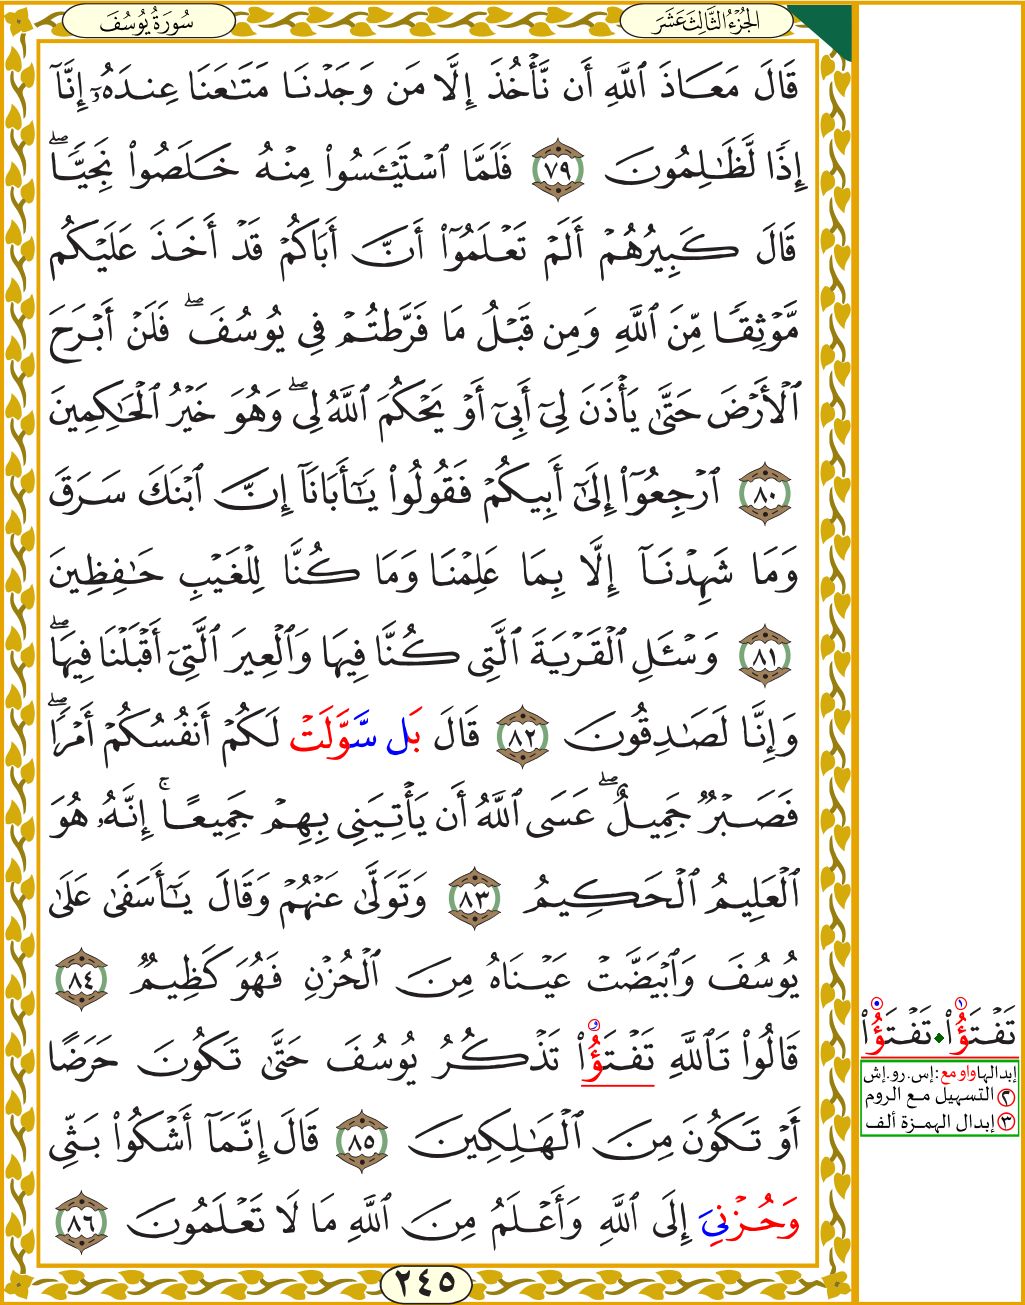 سُورَةُ يُوسُفَ
الجُزْءُ الثَّالِثَ عَشَرَ
قَالَ مَعَاذَ ٱللَّهِ أَن نَّأۡخُذَ إِلَّا مَن وَجَدۡنَا مَتَٰعَنَا عِندَهُۥٓ إِنَّآ
إِذٗا لَّظَٰلِمُونَ ٧٩ فَلَمَّا ٱسۡتَيۡـَٔسُواْ مِنۡهُ خَلَصُواْ نَجِيّٗاۖ
قَالَ كَبِيرُهُمۡ أَلَمۡ تَعۡلَمُوٓاْ أَنَّ أَبَاكُمۡ قَدۡ أَخَذَ عَلَيۡكُم
مَّوۡثِقٗا مِّنَ ٱللَّهِ وَمِن قَبۡلُ مَا فَرَّطتُمۡ فِي يُوسُفَۖ فَلَنۡ أَبۡرَحَ
ٱلۡأَرۡضَ حَتَّىٰ يَأۡذَنَ لِيٓ أَبِيٓ أَوۡ يَحۡكُمَ ٱللَّهُ لِيۖ وَهُوَ خَيۡرُ ٱلۡحَٰكِمِينَ
٨٠ ٱرۡجِعُوٓاْ إِلَىٰٓ أَبِيكُمۡ فَقُولُواْ يَٰٓأَبَانَآ إِنَّ ٱبۡنَكَ سَرَقَ
وَمَا شَهِدۡنَآ إِلَّا بِمَا عَلِمۡنَا وَمَا كُنَّا لِلۡغَيۡبِ حَٰفِظِينَ
٨١ وَسۡـَٔلِ ٱلۡقَرۡيَةَ ٱلَّتِي كُنَّا فِيهَا وَٱلۡعِيرَ ٱلَّتِيٓ أَقۡبَلۡنَا فِيهَاۖ
وَإِنَّا لَصَٰدِقُونَ ٨٢ قَالَ بَل سَّوَّلَتۡ لَكُمۡ أَنفُسُكُمۡ أَمۡرٗاۖ
فَصَبۡرٞ جَمِيلٌۖ عَسَى ٱللَّهُ أَن يَأۡتِيَنِي بِهِمۡ جَمِيعًاۚ إِنَّهُۥ هُوَ
ٱلۡعَلِيمُ ٱلۡحَكِيمُ ٨٣ وَتَوَلَّىٰ عَنۡهُمۡ وَقَالَ يَٰٓأَسَفَىٰ عَلَىٰ
يُوسُفَ وَٱبۡيَضَّتۡ عَيۡنَاهُ مِنَ ٱلۡحُزۡنِ فَهُوَ كَظِيمٞ ٨٤
قَالُواْ تَٱللَّهِ تَفۡتَؤُاْ تَذۡكُرُ يُوسُفَ حَتَّىٰ تَكُونَ حَرَضًا
أَوۡ تَكُونَ مِنَ ٱلۡهَٰلِكِينَ ٨٥ قَالَ إِنَّمَآ أَشۡكُواْ بَثِّي
وَحُزۡنِيَ إِلَى ٱللَّهِ وَأَعۡلَمُ مِنَ ٱللَّهِ مَا لَا تَعۡلَمُونَ ٨٦
٢٤٥
تَفۡتَؤُاْ تَفۡتَؤُاْ
إبدالها واو مع: إس. رو. إش
٢ التسهيل مع الروم
٣ إبدال الهمزة ألف